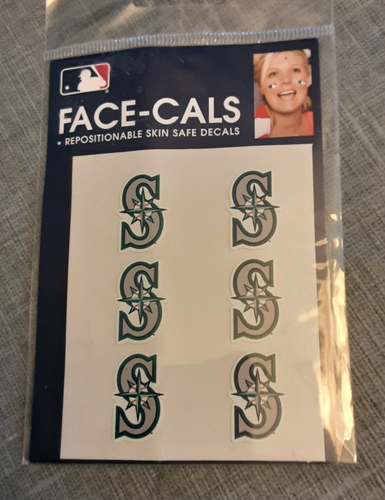 FACE-CALS
• REPOSITIONABLE SKIN SAFE DECALS
S S
S S
S S